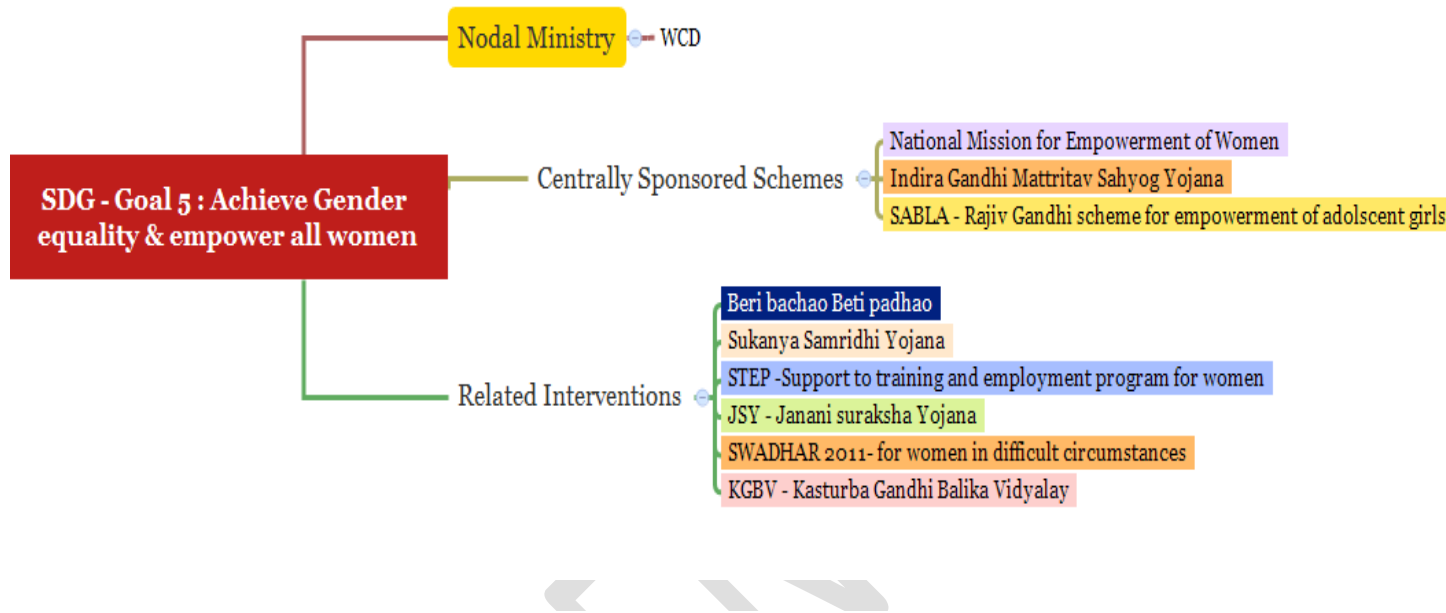 Nodal Ministry
WCD
SDG - Goal 5 : Achieve Gender
equality & empower all women
Centrally Sponsored Schemes
National Mission for Empowerment of Women
Indira Gandhi Mattritav Sahyog Yojana
SABLA - Rajiv Gandhi scheme for empowerment of adolscent girls
Related Interventions
Beri bachao Beti padhao
Sukanya Samridhi Yojana
STEP -Support to training and employment program for women
JSY - Janani suraksha Yojana
SWADHAR 2011- for women in difficult circumstances
KGBV - Kasturba Gandhi Balika Vidyalay